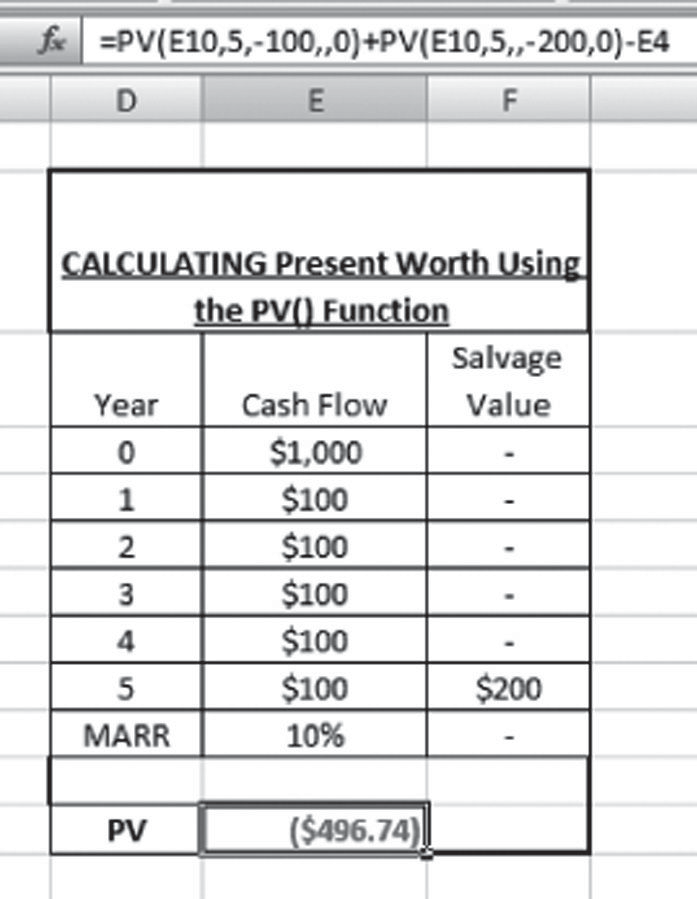 fx =PV(E10,5,-100,,0)+PV(E10,5,,-200,0)-E4
D E F
CALCULATING Present Worth Using
the PV() Function
Year Cash Flow Salvage Value
0 $1,000 -
1 $100 -
2 $100 -
3 $100 -
4 $100 -
5 $100 $200
MARR 10% -
PV ($496.74)